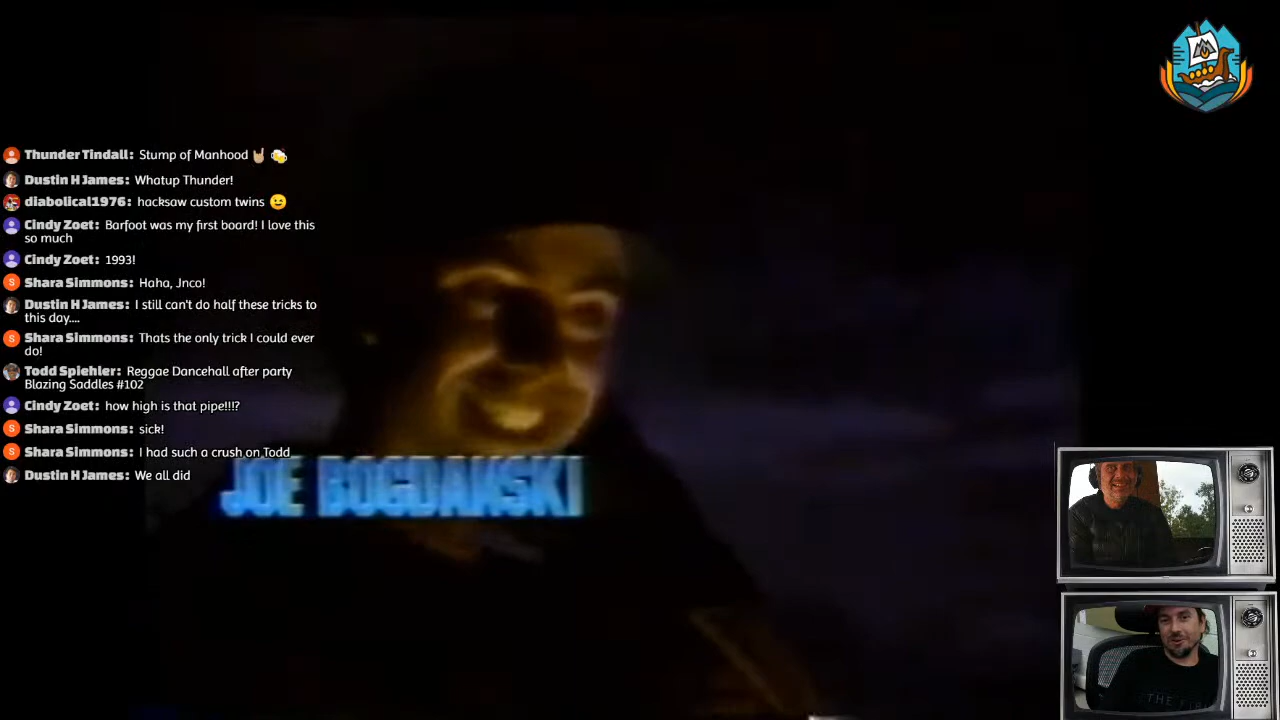 Thunder Tindall: Stump of Manhood 🤘🏼 🍻
Dustin H James: Whatup Thunder!
diabolical1976: hacksaw custom twins 😉
Cindy Zoet: Barfoot was my first board! I love this
so much
Cindy Zoet: 1993!
S Shara Simmons: Haha, Jnco!
Dustin H James: I still can't do half these tricks to
this day....
S Shara Simmons: Thats the only trick I could ever
do!
Todd Spiehler: Reggae Dancehall after party
Blazing Saddles #102
Cindy Zoet: how high is that pipe!!!?
S Shara Simmons: sick!
S Shara Simmons: I had such a crush on Todd
Dustin H James: We all did
JOE BOGDANSKI